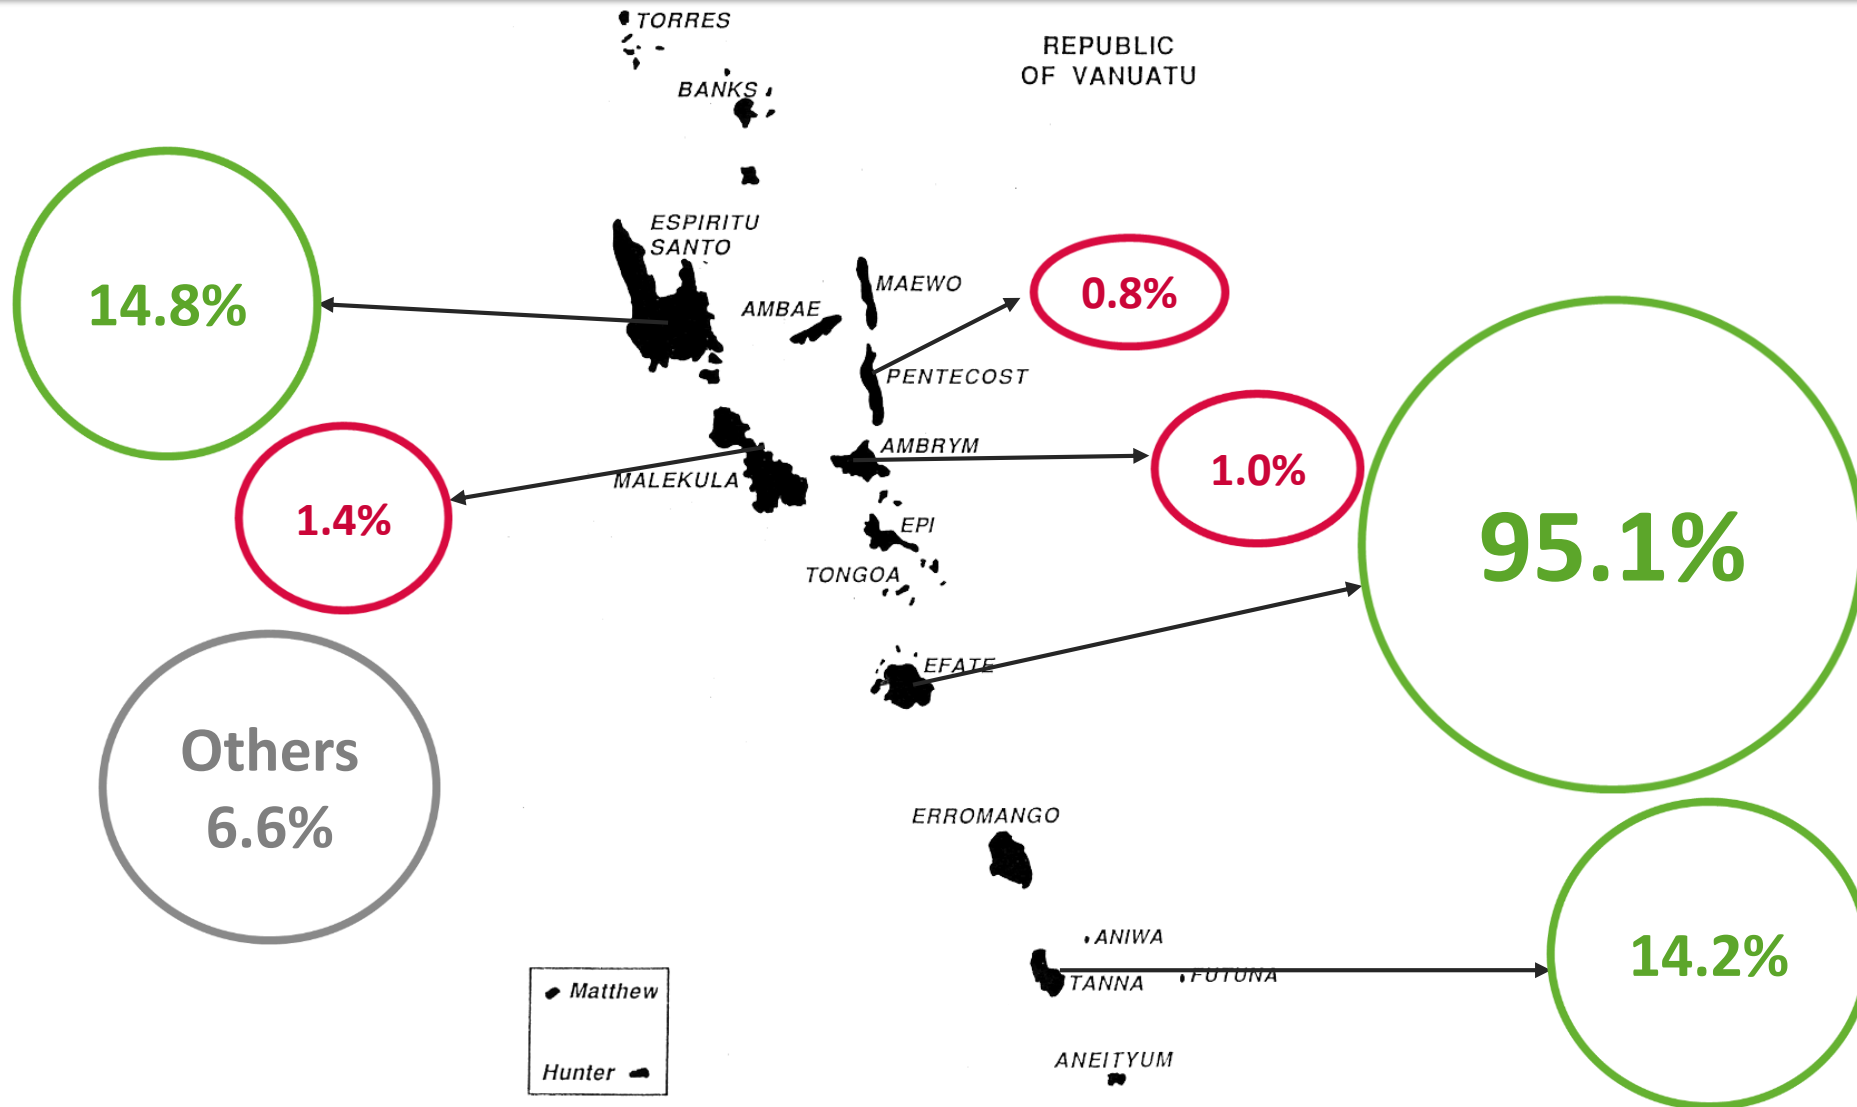 TORRES
REPUBLIC
OF VANUATU
BANKS
ESPIRITU
SANTO
14.8%
MAEWO
0.8%
AMBAE
PENTECOST
AMBRYM
1.0%
MALEKULA
1.4%
EPI
95.1%
TONGOA
EFATE
Others
6.6%
ERROMANGO
ANIWA
14.2%
TANNA
FUTUNA
Matthew
ANEITYUM
Hunter